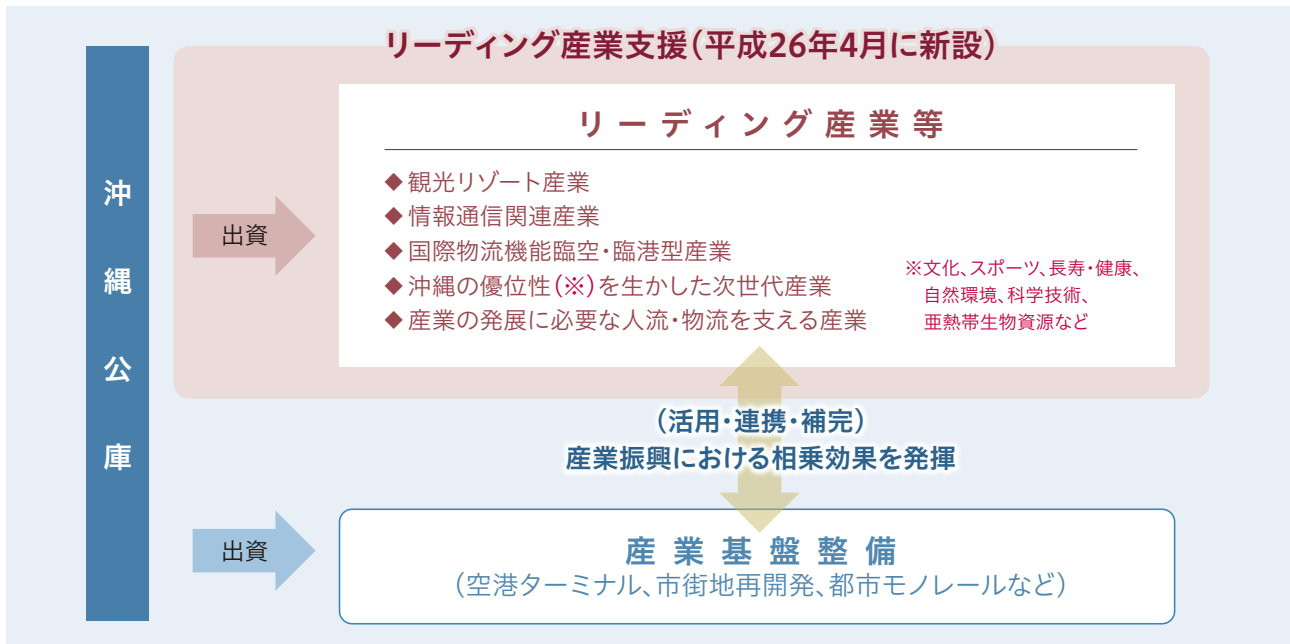 リーディング産業支援(平成26年4月に新設)
沖縄公庫
出資
リーディング産業等
◆観光リゾート産業
◆情報通信関連産業
◆国際物流機能臨空・臨港型産業
◆沖縄の優位性(※)を生かした次世代産業
◆産業の発展に必要な人流・物流を支える産業
※文化、スポーツ、長寿・健康、
自然環境、科学技術、
亜熱帯生物資源など
(活用・連携・補完)
産業振興における相乗効果を発揮
出資
産業基盤整備
(空港ターミナル、市街地再開発、都市モノレールなど)